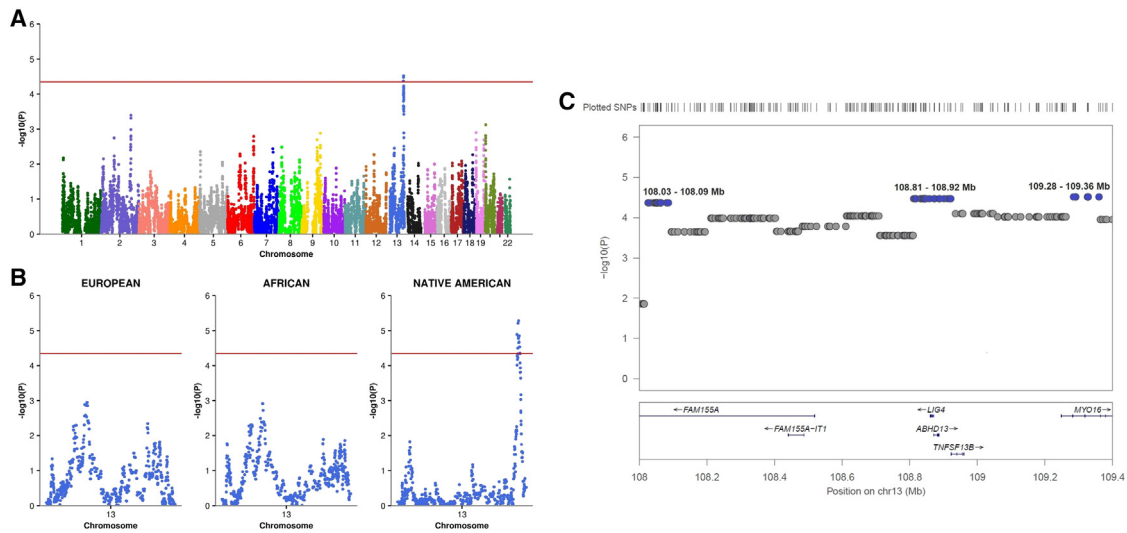 A
6
5
4
3
2
1
0
-log10(P)
1 2 3 4 5 6 7 8 9 10 11 12 13 14 15 16 17 18 19 20 22
Chromosome
B
EUROPEAN AFRICAN NATIVE AMERICAN
6 6 6
5 5 5
4 4 4
3 3 3
2 2 2
1 1 1
0 0 0
-log10(P) -log10(P) -log10(P)
13 13 13
Chromosome Chromosome Chromosome
C
Plotted SNPs
6
5
4
3
2
1
0
−log10(P)
108.03 - 108.09 Mb 108.81 - 108.92 Mb 109.28 - 109.36 Mb
←FAM155A ←LIG4 MYO16→
←FAM155A−IT1 ABHD13→
TNFSF13B→
108 108.2 108.4 108.6 108.8 109 109.2 109.4
Position on chr13 (Mb)